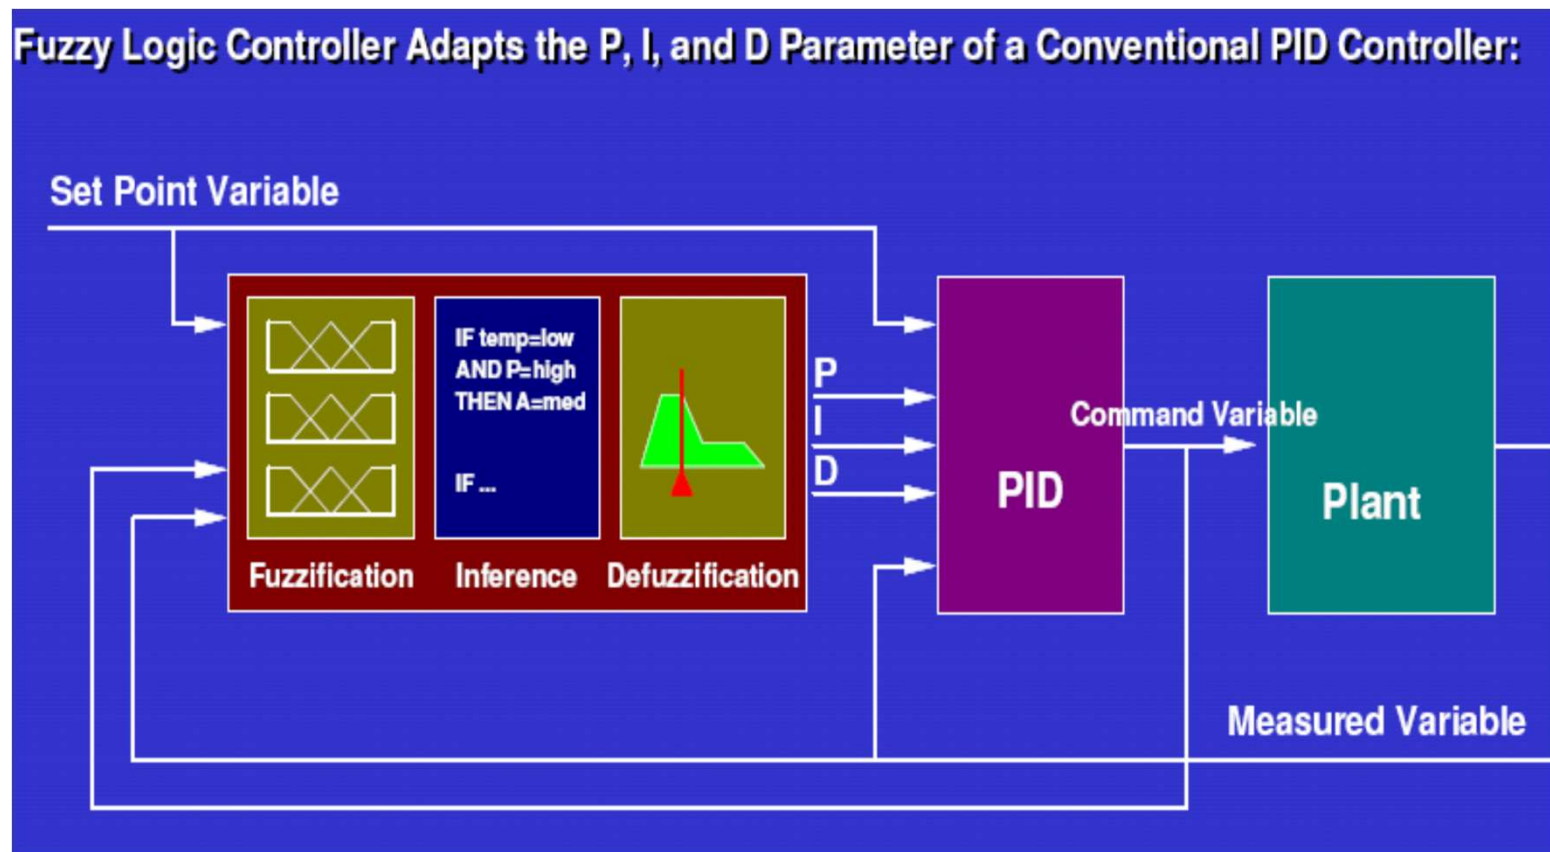 Fuzzy Logic Controller Adapts the P, I, and D Parameter of a Conventional PID Controller:
Set Point Variable
IF temp=low
AND P=high
THEN A=med
IF ...
Fuzzification
Inference
Defuzzification
P
I
D
PID
Command Variable
Plant
Measured Variable